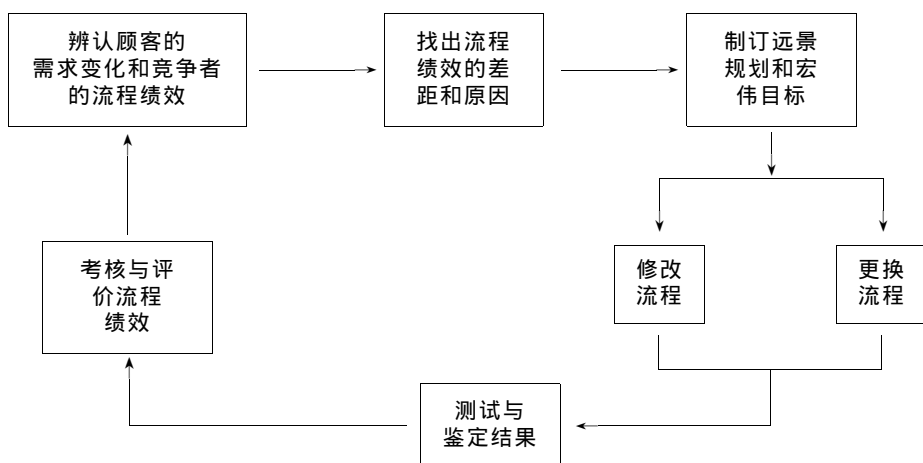 辨认顾客的
需求变化和竞争者
的流程绩效
找出流程
绩效的差
距和原因
制订远景
规划和宏
伟目标
修改
流程
更换
流程
测试与
鉴定结果
考核与评
价流程
绩效